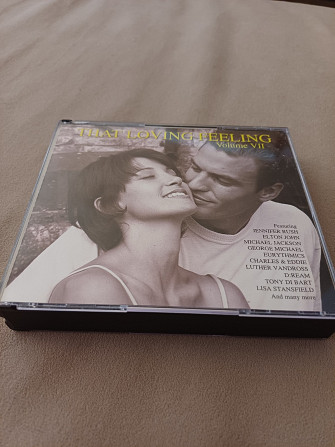 THAT LOVING FEELING
Volume VII
Featuring
JENNIFER RUSH
ELTON JOHN
MICHAEL JACKSON
GEORGE MICHAEL
EURYTHMICS
CHARLES & EDDIE
LUTHER VANDROSS
D:REAM
TONY DI BART
LISA STANSFIELD
And many more